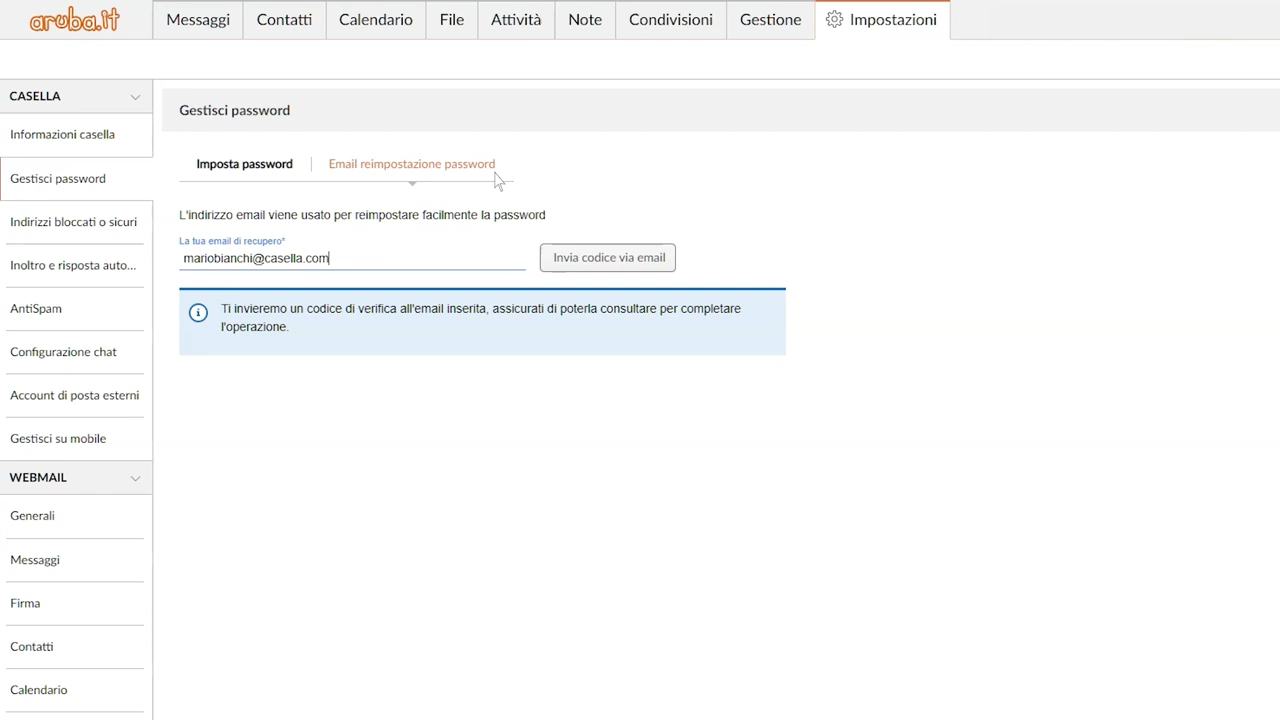 aruba.it
Messaggi
Contatti
Calendario
File
Attività
Note
Condivisioni
Gestione
Impostazioni
CASELLA
Informazioni casella
Gestisci password
Indirizzi bloccati o sicuri
Inoltro e risposta auto...
AntiSpam
Configurazione chat
Account di posta esterni
Gestisci su mobile
WEBMAIL
Generali
Messaggi
Firma
Contatti
Calendario
Gestisci password
Imposta password
Email reimpostazione password
L'indirizzo email viene usato per reimpostare facilmente la password
La tua email di recupero*
mariobianchi@casella.com
Invia codice via email
Ti invieremo un codice di verifica all'email inserita, assicurati di poterla consultare per completare
l'operazione.